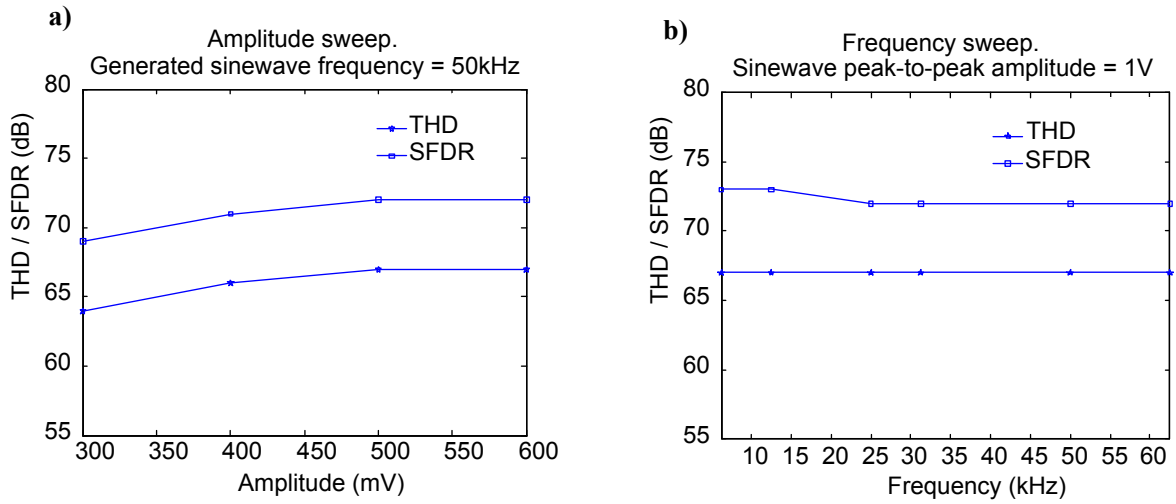 a)
Amplitude sweep.
Generated sinewave frequency = 50kHz
THD / SFDR (dB)
80
75
70
65
60
55
THD
SFDR
300 350 400 450 500 550 600
Amplitude (mV)
b)
Frequency sweep.
Sinewave peak-to-peak amplitude = 1V
THD / SFDR (dB)
80
75
70
65
60
55
THD
SFDR
10 15 20 25 30 35 40 45 50 55 60
Frequency (kHz)